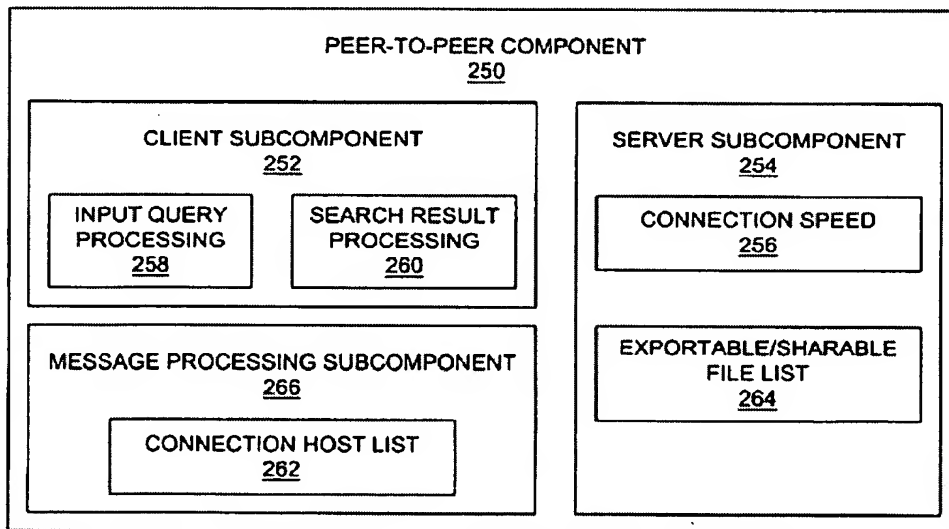 PEER-TO-PEER COMPONENT
250
CLIENT SUBCOMPONENT
252
INPUT QUERY
PROCESSING
258
SEARCH RESULT
PROCESSING
260
MESSAGE PROCESSING SUBCOMPONENT
266
CONNECTION HOST LIST
262
SERVER SUBCOMPONENT
254
CONNECTION SPEED
256
EXPORTABLE/SHARABLE
FILE LIST
264